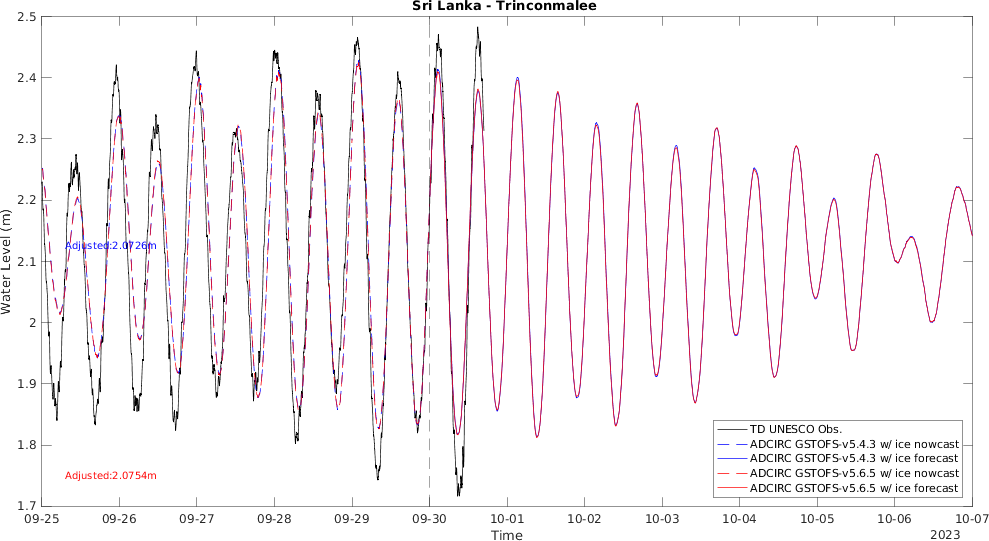 Sri Lanka - Trinconmalee
2.5
2.4
2.3
2.2
2.1
2
1.9
1.8
1.7
Water Level (m)
Adjusted:2.0726m
Adjusted:2.0754m
TD UNESCO Obs.
ADCIRC GSTOFS-v5.4.3 w/ ice nowcast
ADCIRC GSTOFS-v5.4.3 w/ ice forecast
ADCIRC GSTOFS-v5.6.5 w/ ice nowcast
ADCIRC GSTOFS-v5.6.5 w/ ice forecast
09-25 09-26 09-27 09-28 09-29 09-30 10-01 10-02 10-03 10-04 10-05 10-06 10-07
Time
2023